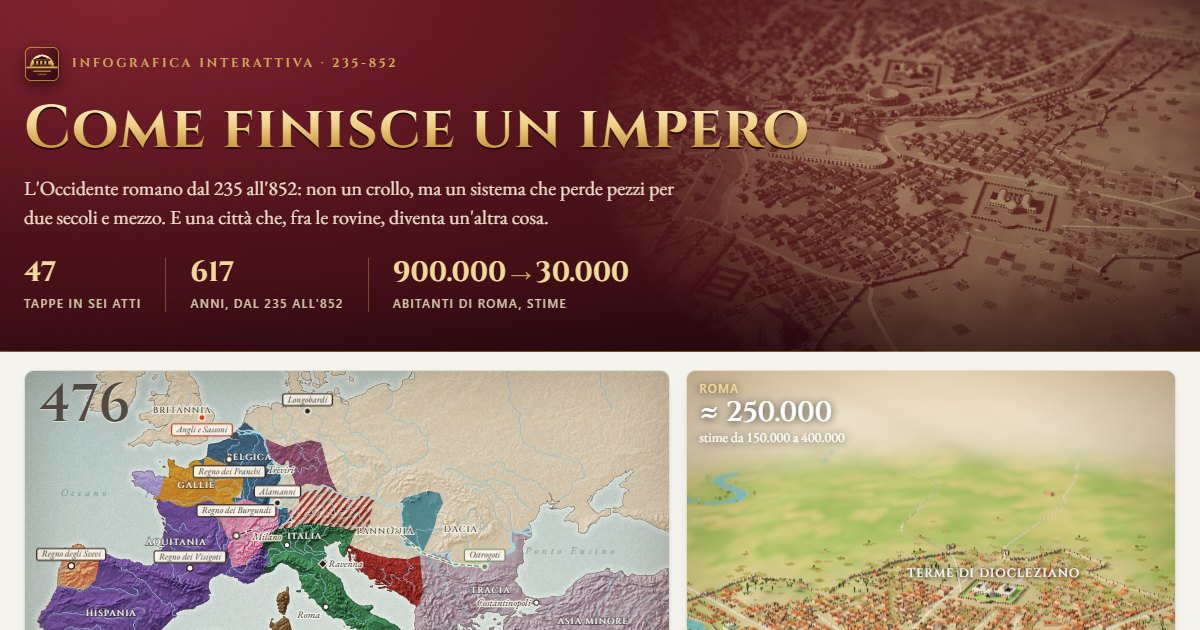 INFOGRAFICA INTERATTIVA · 235-852
COME FINISCE UN IMPERO
L'Occidente romano dal 235 all'852: non un crollo, ma un sistema che perde pezzi per
due secoli e mezzo. E una città che, fra le rovine, diventa un'altra cosa.
47
TAPPE IN SEI ATTI
617
ANNI, DAL 235 ALL'852
900.000→30.000
ABITANTI DI ROMA, STIME
476
BRITANNIA
Angli e Sassoni
Longobardi
BELGICA
Regno dei Franchi
Treviri
GALLIE
Alamanni
Oceano
Regno dei Burgundi
PANNONIA
DACIA
AQUITANIA
Milano
ITALIA
Ponto Eusino
Regno degli Svevi
Regno dei Visigoti
Ravenna
Ostrogoti
TRACIA
Costantinopoli
HISPANIA
Roma
ASIA MINORE
ROMA
≈ 250.000
stime da 150.000 a 400.000
TERME DI DIOCLEZIANO